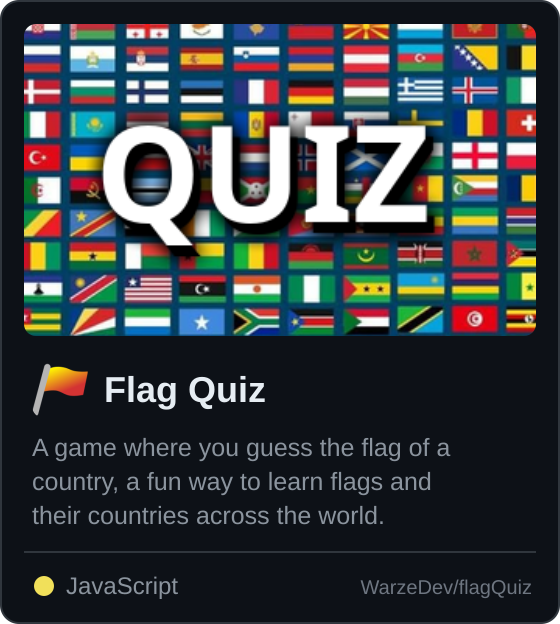 QUIZ
Flag Quiz
A game where you guess the flag of a
country, a fun way to learn flags and
their countries across the world.
JavaScript
WarzeDev/flagQuiz